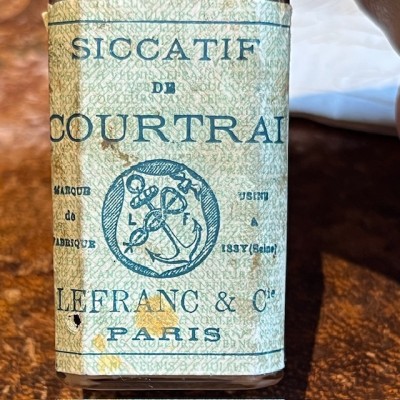 SICCATIF
DE
COURTRAI
MARQUE
de
FABRIQUE
L F
USINE
A
ISSY (Seine)
LEFRANC & Cie
PARIS